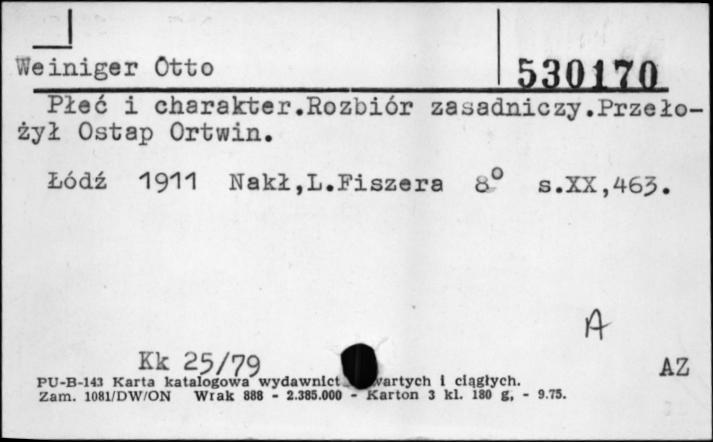 Weiniger Otto 530170
Płeć i charakter.Rozbiór zasadniczy.Przeło-
żył Ostap Ortwin.
Łódź 1911 Nakł,L.Fiszera 8° s.XX,463.
A
Kk 25/79
AZ
PU-B-143 Karta katalogowa wydawnict wartych i ciągłych.
Zam. 1081/DW/ON Wrak 888 - 2.385.000 - Karton 3 kl. 180 g, - 9.75.